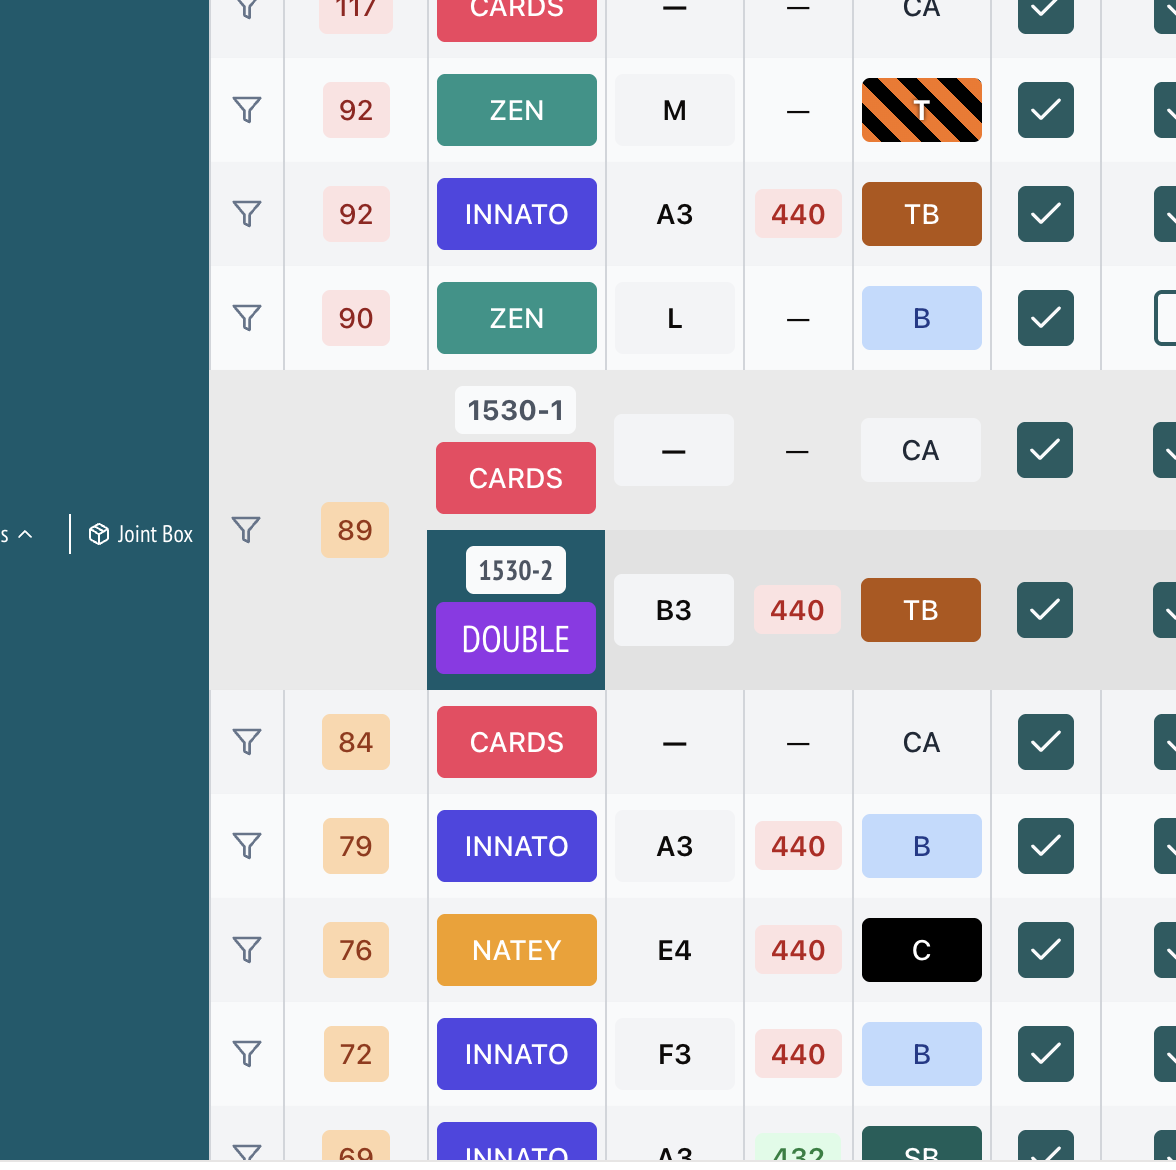 117 CARDS — — CA
92 ZEN M — T
92 INNATO A3 440 TB
90 ZEN L — B
1530-1
CARDS — — CA
s Joint Box 89
1530-2
DOUBLE B3 440 TB
84 CARDS — — CA
79 INNATO A3 440 B
76 NATEY E4 440 C
72 INNATO F3 440 B
69 INNATO A3 432 SB